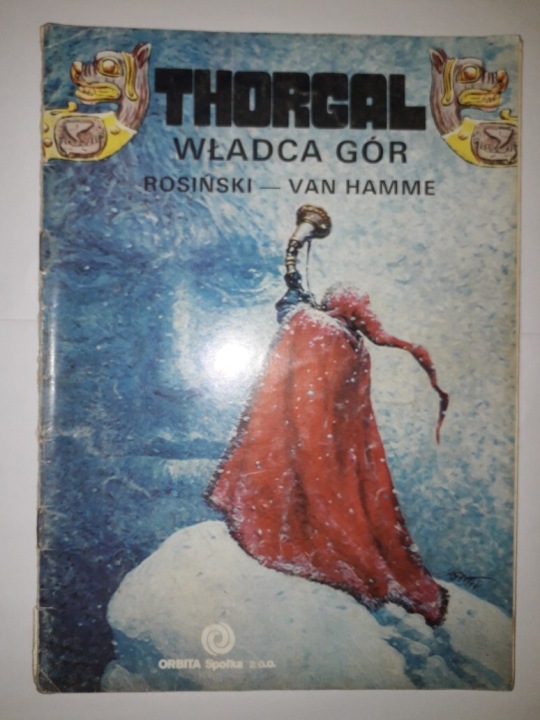 THORGAL
WŁADCA GÓR
ROSIŃSKI — VAN HAMME
ORBITA Spółka z o.o.